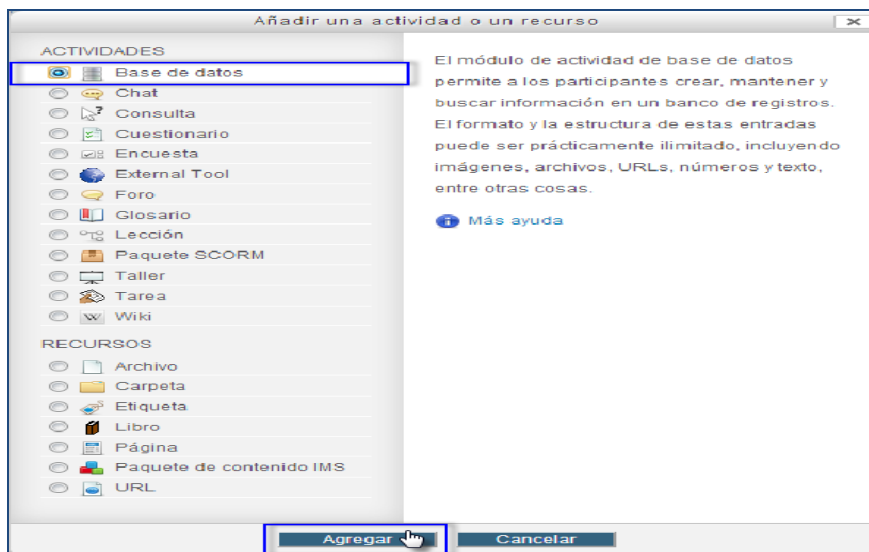 Añadir una actividad o un recurso
ACTIVIDADES
Base de datos
Chat
Consulta
Cuestionario
Encuesta
External Tool
Foro
Glosario
Lección
Paquete SCORM
Taller
Tarea
Wiki
RECURSOS
Archivo
Carpeta
Etiqueta
Libro
Página
Paquete de contenido IMS
URL
El módulo de actividad de base de datos
permite a los participantes crear, mantener y
buscar información en un banco de registros.
El formato y la estructura de estas entradas
puede ser prácticamente ilimitado, incluyendo
imágenes, archivos, URLs, números y texto,
entre otras cosas.
Más ayuda
Agregar
Cancelar